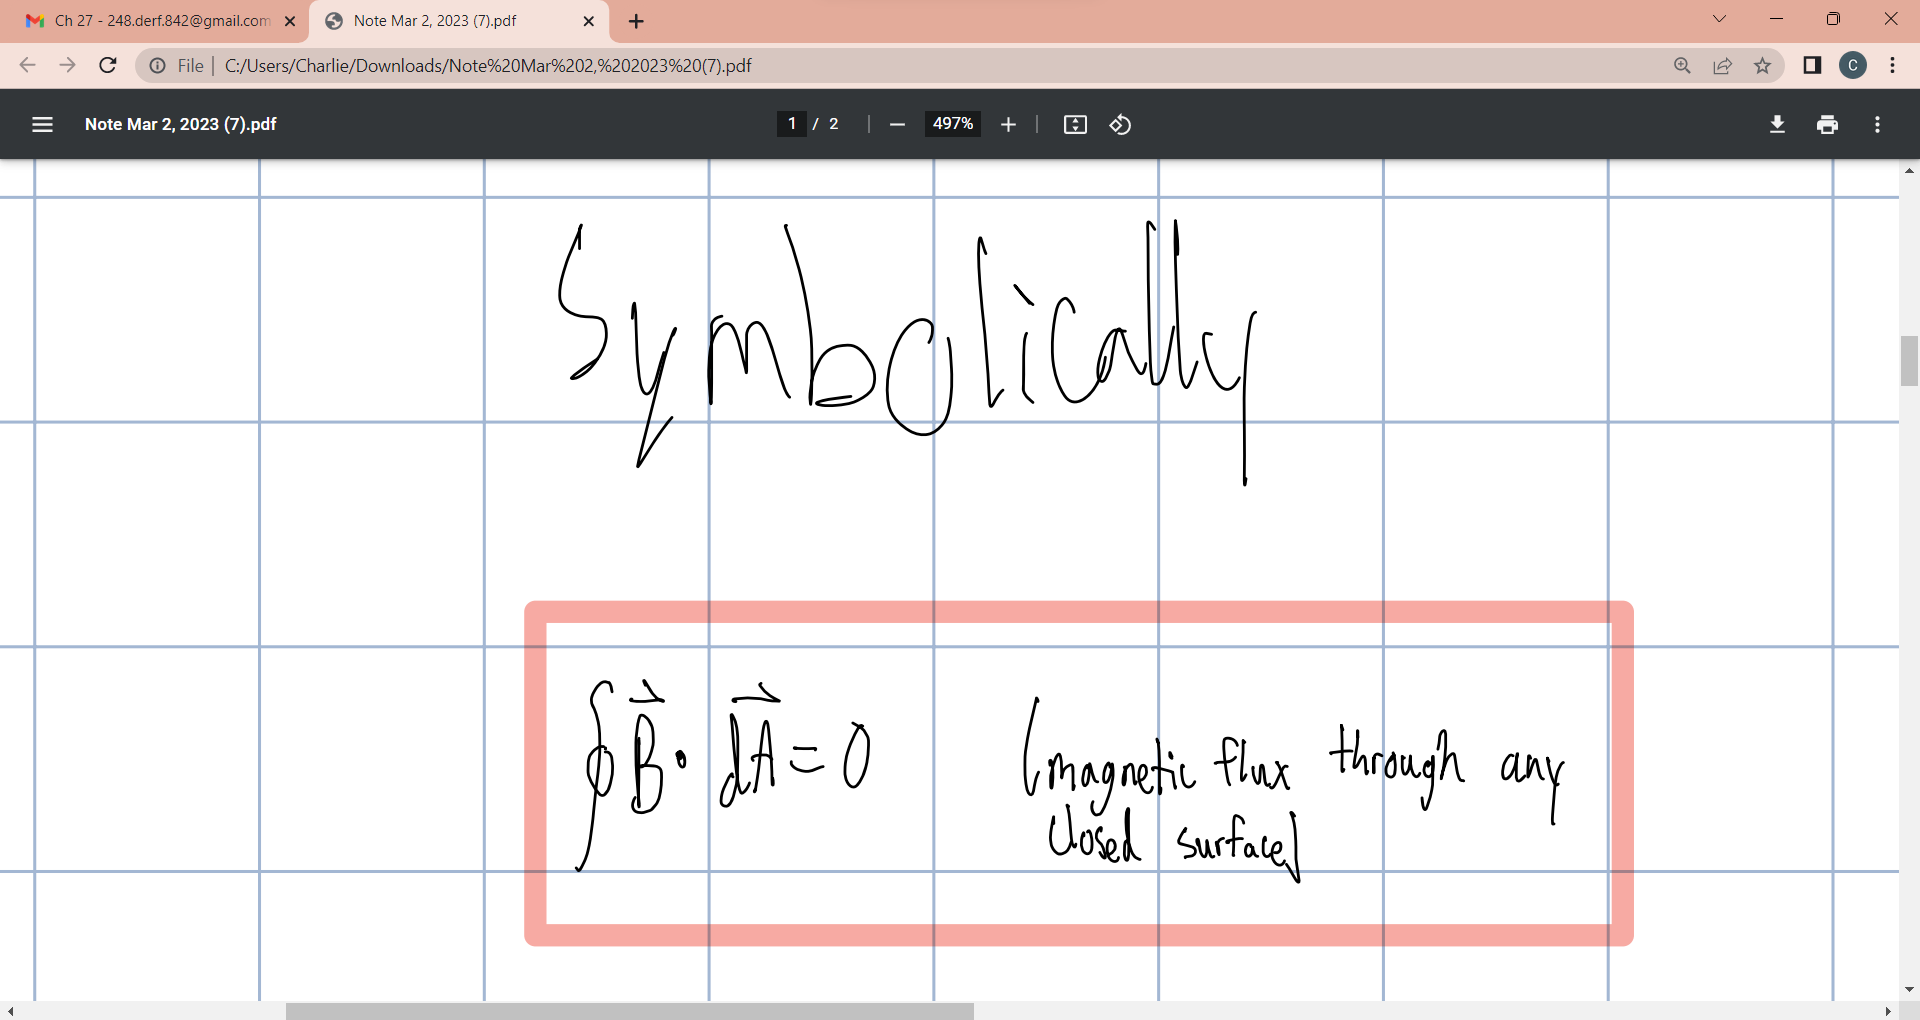 Ch 27 - 248.derf.842@gmail.com
Note Mar 2, 2023 (7).pdf
File | C:/Users/Charlie/Downloads/Note%20Mar%202,%202023%20(7).pdf
C
Note Mar 2, 2023 (7).pdf
1 / 2 | − 497% + |
Symbolically
∮B⃗ • d⃗A⃗ = 0 (magnetic flux through any
closed surface)